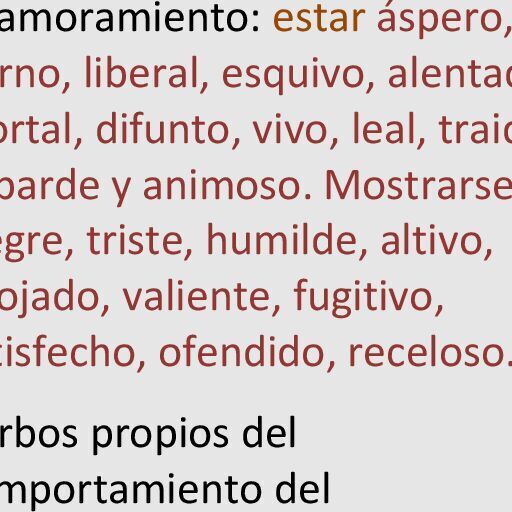 amoramiento: estar áspero,
rno, liberal, esquivo, alentad
ortal, difunto, vivo, leal, traid
barde y animoso. Mostrarse
egre, triste, humilde, altivo,
ojado, valiente, fugitivo,
tisfecho, ofendido, receloso.
rbos propios del
mportamiento del